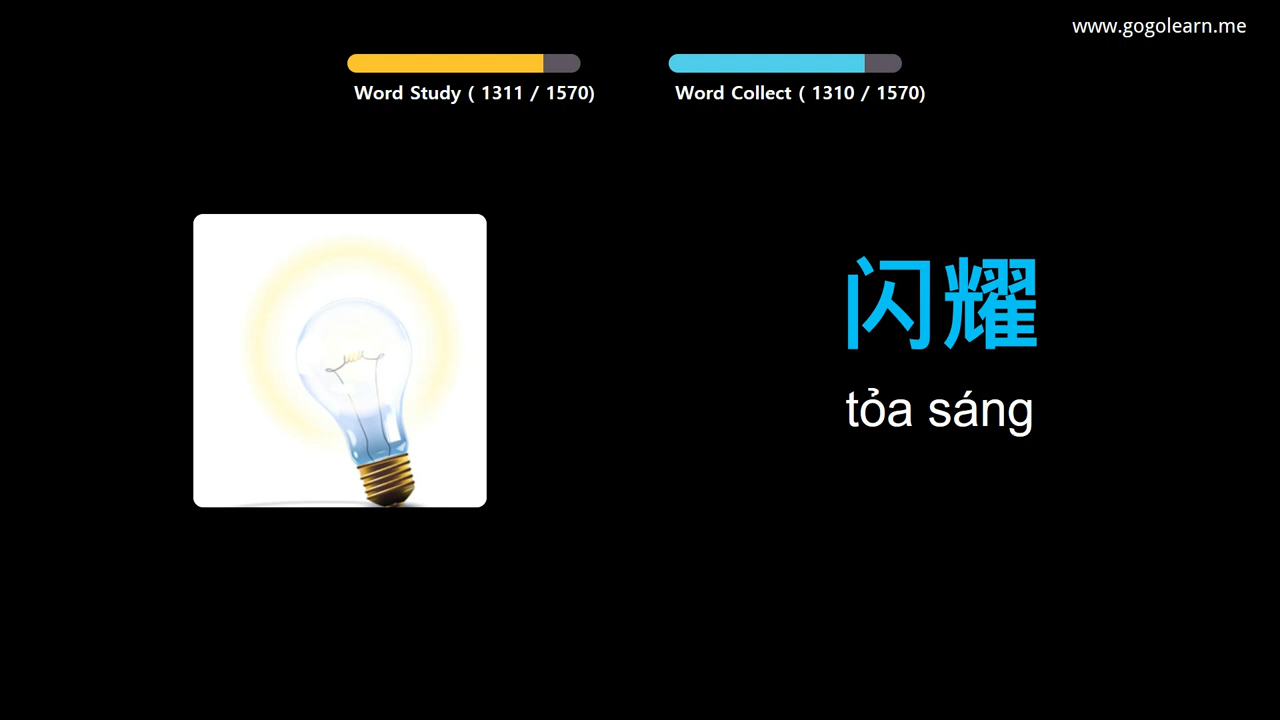 www.gogolearn.me
Word Study ( 1311 / 1570)
Word Collect ( 1310 / 1570)
闪耀
tỏa sáng